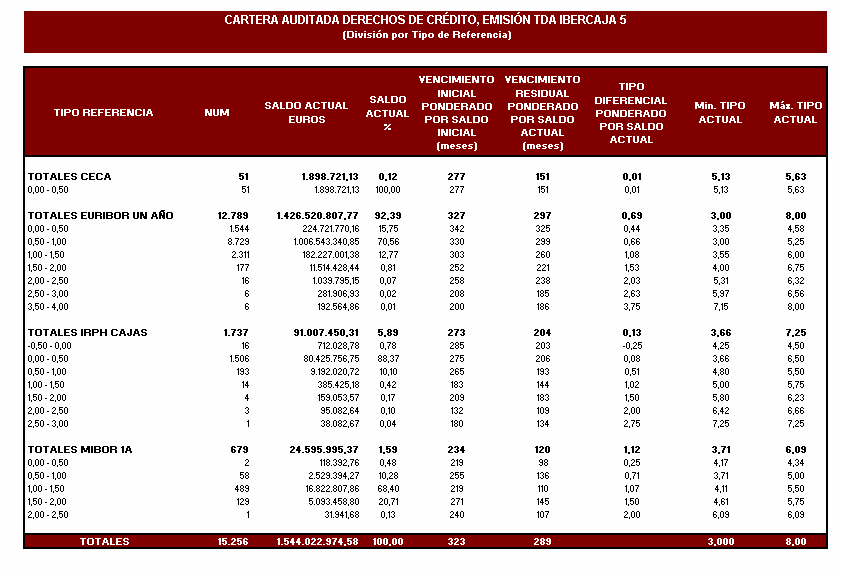 CARTERA AUDITADA DERECHOS DE CRÉDITO, EMISIÓN TDA IBERCAJA 5
(División por Tipo de Referencia)
TIPO REFERENCIA NUM SALDO ACTUAL EUROS SALDO ACTUAL % VENCIMIENTO INICIAL PONDERADO POR SALDO INICIAL (meses) VENCIMIENTO RESIDUAL PONDERADO POR SALDO ACTUAL (meses) TIPO DIFERENCIAL PONDERADO POR SALDO ACTUAL Min. TIPO ACTUAL Máz. TIPO ACTUAL
TOTALES CECA 51 1.898.721,13 0,12 277 151 0,01 5,13 5,63
0,00 - 0,50 51 1.898.721,13 100,00 277 151 0,01 5,13 5,63
TOTALES EURIBOR UN AÑO 12.789 1.426.520.807,77 92,39 327 297 0,69 3,00 8,00
0,00 - 0,50 1.544 224.721.770,16 15,75 342 325 0,44 3,35 4,58
0,50 - 1,00 8.729 1.006.543.340,85 70,56 330 299 0,66 3,00 5,25
1,00 - 1,50 2.311 182.227.001,38 12,77 303 260 1,08 3,55 6,00
1,50 - 2,00 177 11.514.428,44 0,81 252 221 1,53 4,00 6,75
2,00 - 2,50 16 1.039.795,15 0,07 258 238 2,03 5,31 6,32
2,50 - 3,00 6 281.906,93 0,02 208 185 2,63 5,97 6,56
3,50 - 4,00 6 192.564,86 0,01 200 186 3,75 7,15 8,00
TOTALES IRPH CAJAS 1.737 91.007.450,31 5,89 273 204 0,13 3,66 7,25
-0,50 - 0,00 16 712.028,78 0,78 285 203 -0,25 4,25 4,50
0,00 - 0,50 1.506 80.425.756,75 88,37 275 206 0,08 3,66 6,50
0,50 - 1,00 193 9.192.020,72 10,10 265 193 0,51 4,80 5,50
1,00 - 1,50 14 385.425,18 0,42 183 144 1,02 5,00 5,75
1,50 - 2,00 4 159.053,57 0,17 209 183 1,50 5,80 6,23
2,00 - 2,50 3 95.082,64 0,10 132 109 2,00 6,42 6,66
2,50 - 3,00 1 38.082,67 0,04 180 134 2,75 7,25 7,25
TOTALES MIBOR 1A 679 24.595.995,37 1,59 234 120 1,12 3,71 6,09
0,00 - 0,50 2 118.392,76 0,48 219 98 0,25 4,17 4,34
0,50 - 1,00 58 2.529.394,27 10,28 255 136 0,71 3,71 5,00
1,00 - 1,50 489 16.822.807,86 68,40 219 110 1,07 4,11 5,50
1,50 - 2,00 129 5.093.458,80 20,71 271 145 1,50 4,61 5,75
2,00 - 2,50 1 31.941,68 0,13 240 107 2,00 6,09 6,09
TOTALES 15.256 1.544.022.974,58 100,00 323 289 3,000 8,00